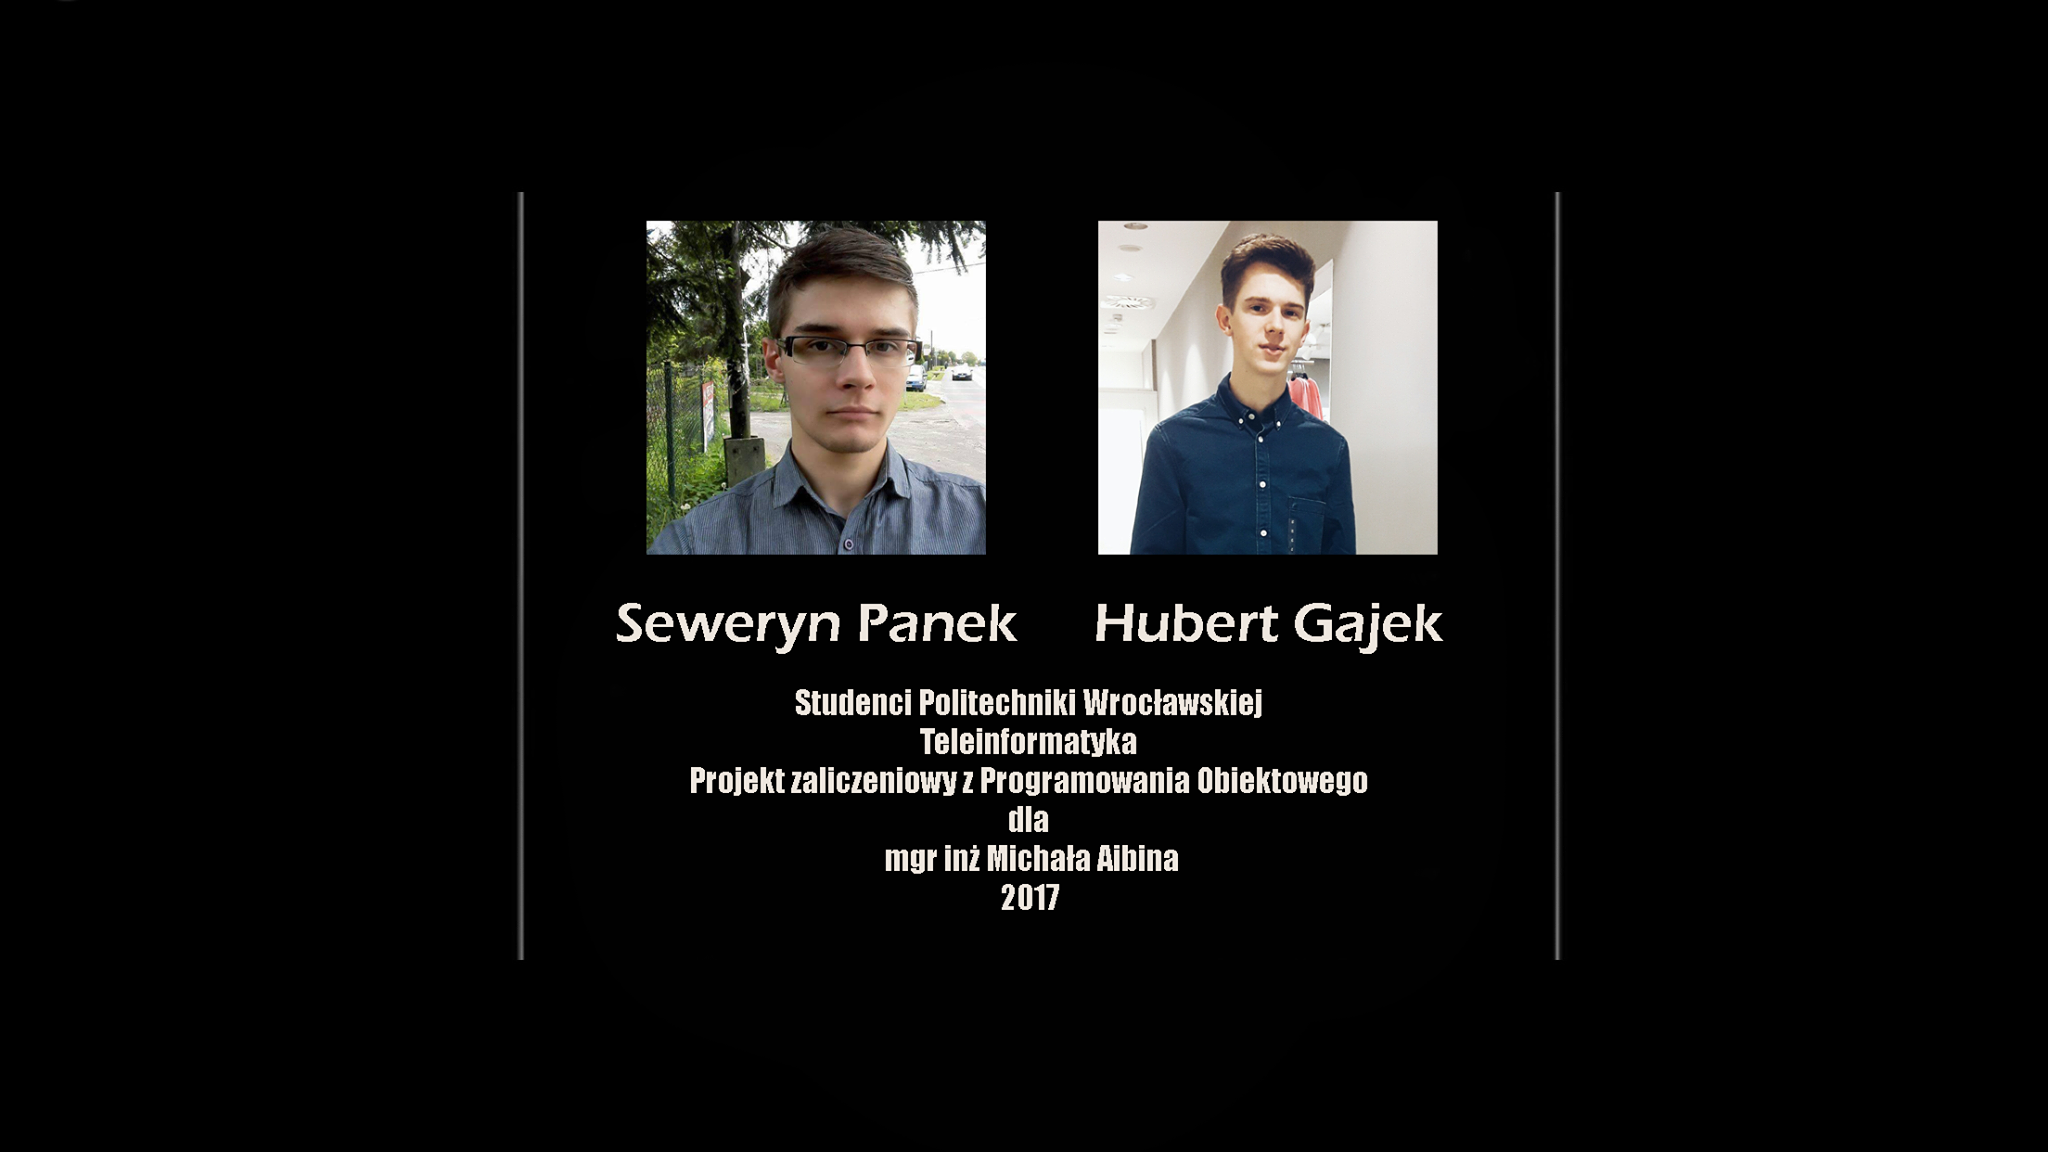 Seweryn Panek Hubert Gajek
Studenci Politechniki Wrocławskiej
Teleinformatyka
Projekt zaliczeniowy z Programowania Obiektowego
dla
mgr inż Michała Aibina
2017